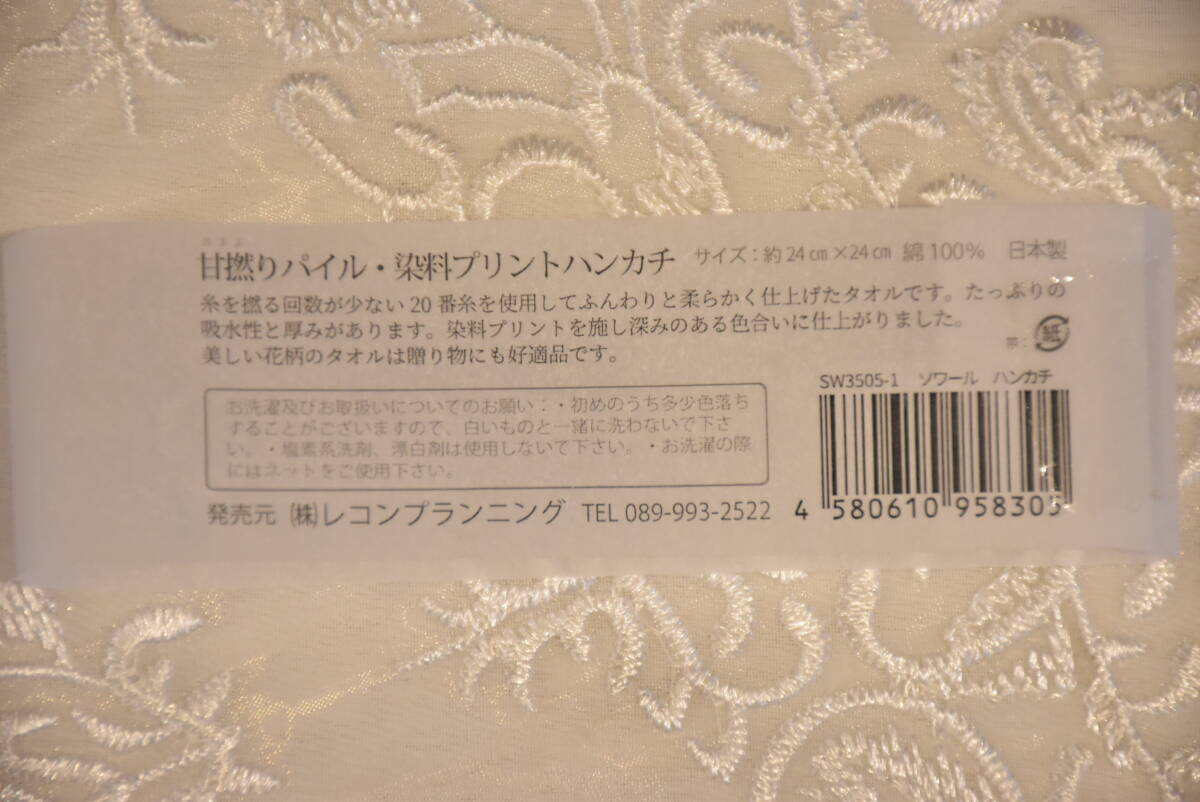 あまより
甘撚りパイル・染料プリントハンカチ サイズ：約24㎝×24㎝ 綿100% 日本製
糸を撚る回数が少ない20番糸を使用してふんわりと柔らかく仕上げたタオルです。たっぷりの
吸水性と厚みがあります。染料プリントを施し深みのある色合いに仕上がりました。
美しい花柄のタオルは贈り物にも好適品です。
帯：紙
SW3505-1 ソワール ハンカチ
お洗濯及びお取扱いについてのお願い：・初めのうち多少色落ち
することがございますので、白いものと一緒に洗わないで下さ
い。・塩素系洗剤、漂白剤は使用しないて下さい。・お洗濯の際
にはネットをご使用下さい。
発売元 ㈱レコンプランニング TEL 089-993-2522
4 580610 958305